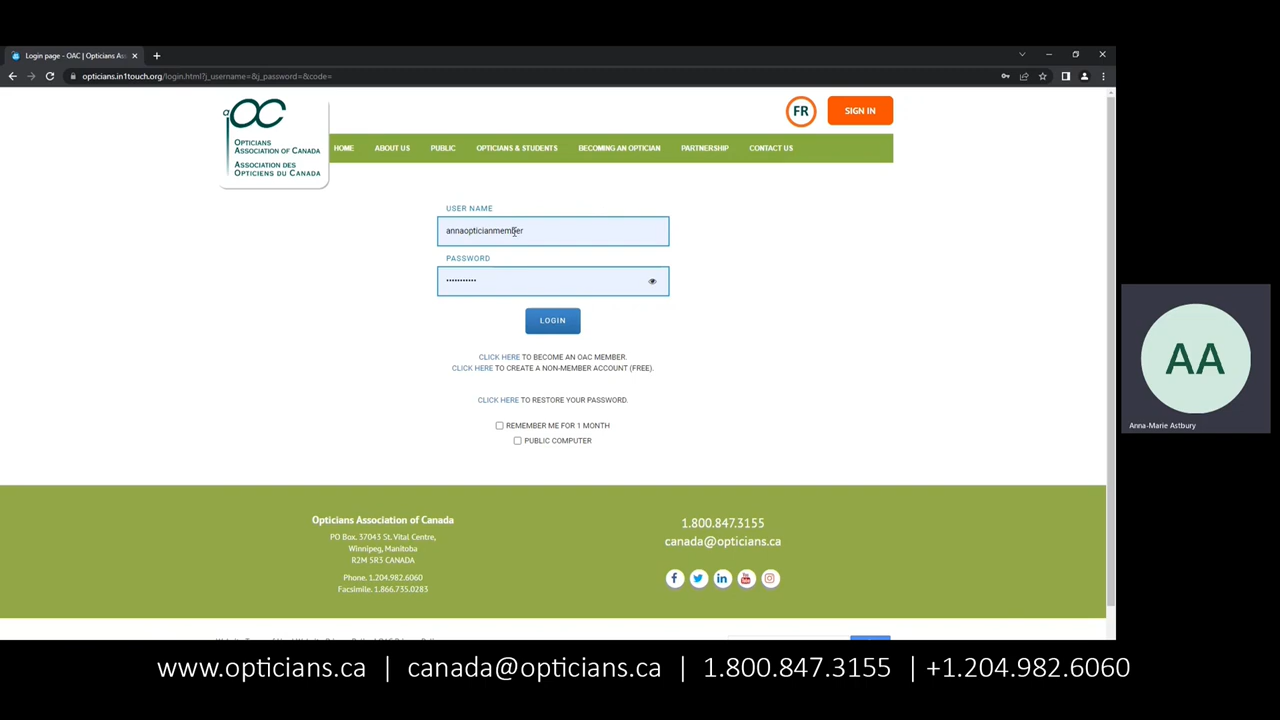 Login page - OAC | Opticians As
opticians.in1touch.org/login.html?j_username=&j_password=&code=
aOC
OPTICIANS
ASSOCIATION OF CANADA
ASSOCIATION DES
OPTICIENS DU CANADA
FR
SIGN IN
HOME ABOUT US PUBLIC OPTICIANS & STUDENTS BECOMING AN OPTICIAN PARTNERSHIP CONTACT US
USER NAME
annaopticianmember
PASSWORD
•••••••••••
LOGIN
CLICK HERE TO BECOME AN OAC MEMBER.
CLICK HERE TO CREATE A NON-MEMBER ACCOUNT (FREE).
CLICK HERE TO RESTORE YOUR PASSWORD.
REMEMBER ME FOR 1 MONTH
PUBLIC COMPUTER
Opticians Association of Canada
PO Box. 37043 St. Vital Centre,
Winnipeg, Manitoba
R2M 5R3 CANADA
Phone. 1.204.982.6060
Facsimile. 1.866.735.0283
1.800.847.3155
canada@opticians.ca
AA
Anna-Marie Astbury
www.opticians.ca | canada@opticians.ca | 1.800.847.3155 | +1.204.982.6060